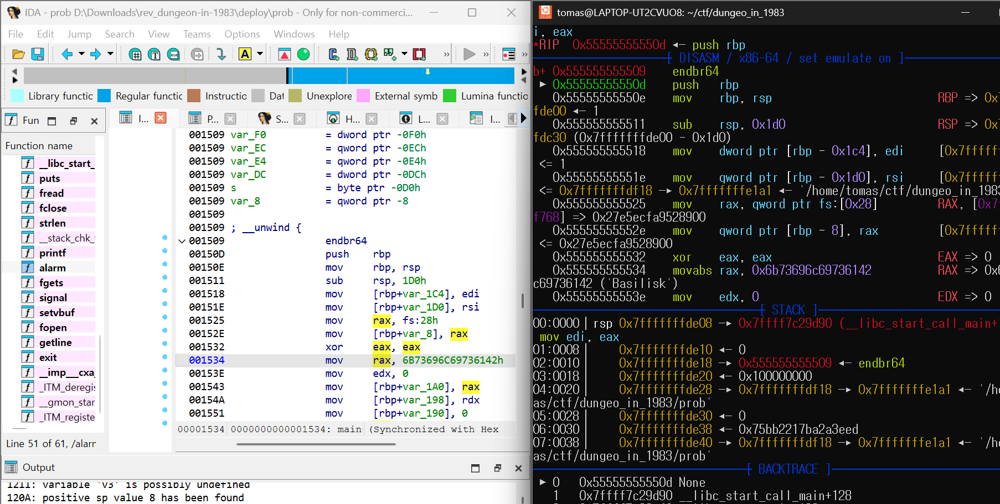 IDA - prob D:\Downloads\rev_dungeon-in-1983\deploy\prob - Only for non-commerci...
File Edit Jump Search View Teams Options Windows Help
Library functic Regular functic Instructio Dat Unexplore External symb Lumina functio
Fun
I... P... S... H... L... I...
Function name
__libc_start_
puts
fread
fclose
strlen
__stack_chk_
printf
alarm
fgets
signal
setvbuf
fopen
getline
exit
__imp___cxa_
_ITM_deregis
__gmon_star
_ITM_registe
Line 51 of 61, /alarr
001509 var_F0 = dword ptr -0F0h
001509 var_EC = qword ptr -0ECh
001509 var_E4 = qword ptr -0E4h
001509 var_DC = dword ptr -0DCh
001509 s = byte ptr -0D0h
001509 var_8 = qword ptr -8
001509
001509 ; __unwind {
001509 endbr64
00150D push rbp
00150E mov rbp, rsp
001511 sub rsp, 1D0h
001518 mov [rbp+var_1C4], edi
00151E mov [rbp+var_1D0], rsi
001525 mov rax, fs:28h
00152E mov [rbp+var_8], rax
001532 xor eax, eax
001534 mov rax, 6B73696C69736142h
00153E mov edx, 0
001543 mov [rbp+var_1A0], rax
00154A mov [rbp+var_198], rdx
001551 mov [rbp+var_190], 0
00001534 0000000000001534: main (Synchronized with Hex
Output
1211: variable 'v3' is possibly undefined
120A: positive sp value 8 has been found
tomas@LAPTOP-UT2CVUO8: ~/ctf/dungeo_in_1983
i, eax
*RIP 0x55555555550d ◂— push rbp
[ DISASM / x86-64 / set emulate on ]
b+ 0x555555555509 endbr64
► 0x55555555550d push rbp
0x55555555550e mov rbp, rsp RBP => 0x7
fde00 ◂— 1
0x555555555511 sub rsp, 0x1d0 RSP => 0x7
fdc30 (0x7fffffffde00 - 0x1d0)
0x555555555518 mov dword ptr [rbp - 0x1c4], edi [0x7fffff
<= 1
0x55555555551e mov qword ptr [rbp - 0x1d0], rsi [0x7fffff
<= 0x7fffffffdf18 —▸ 0x7fffffffe1a1 ◂— '/home/tomas/ctf/dungeo_in_1983
0x555555555525 mov rax, qword ptr fs:[0x28] RAX, [0x7
f768] => 0x27e5ecfa9528900
0x55555555552e mov qword ptr [rbp - 8], rax [0x7fffff
<= 0x27e5ecfa9528900
0x555555555532 xor eax, eax EAX => 0
0x555555555534 movabs rax, 0x6b73696c69736142 RAX => 0x6
c69736142 ('Basilisk')
0x55555555553e mov edx, 0 EDX => 0
[ STACK ]
00:0000│ rsp 0x7fffffffde08 —▸ 0x7ffff7c29d90 (__libc_start_call_main+
mov edi, eax
01:0008│ 0x7fffffffde10 ◂— 0
02:0010│ 0x7fffffffde18 —▸ 0x555555555509 ◂— endbr64
03:0018│ 0x7fffffffde20 ◂— 0x100000000
04:0020│ 0x7fffffffde28 —▸ 0x7fffffffdf18 —▸ 0x7fffffffe1a1 ◂— '/ho
as/ctf/dungeo_in_1983/prob'
05:0028│ 0x7fffffffde30 ◂— 0
06:0030│ 0x7fffffffde38 ◂— 0x75bb2217ba2a3eed
07:0038│ 0x7fffffffde40 —▸ 0x7fffffffdf18 —▸ 0x7fffffffe1a1 ◂— '/ho
as/ctf/dungeo_in_1983/prob'
[ BACKTRACE ]
► 0 0x55555555550d None
1 0x7ffff7c29d90 __libc_start_call_main+128